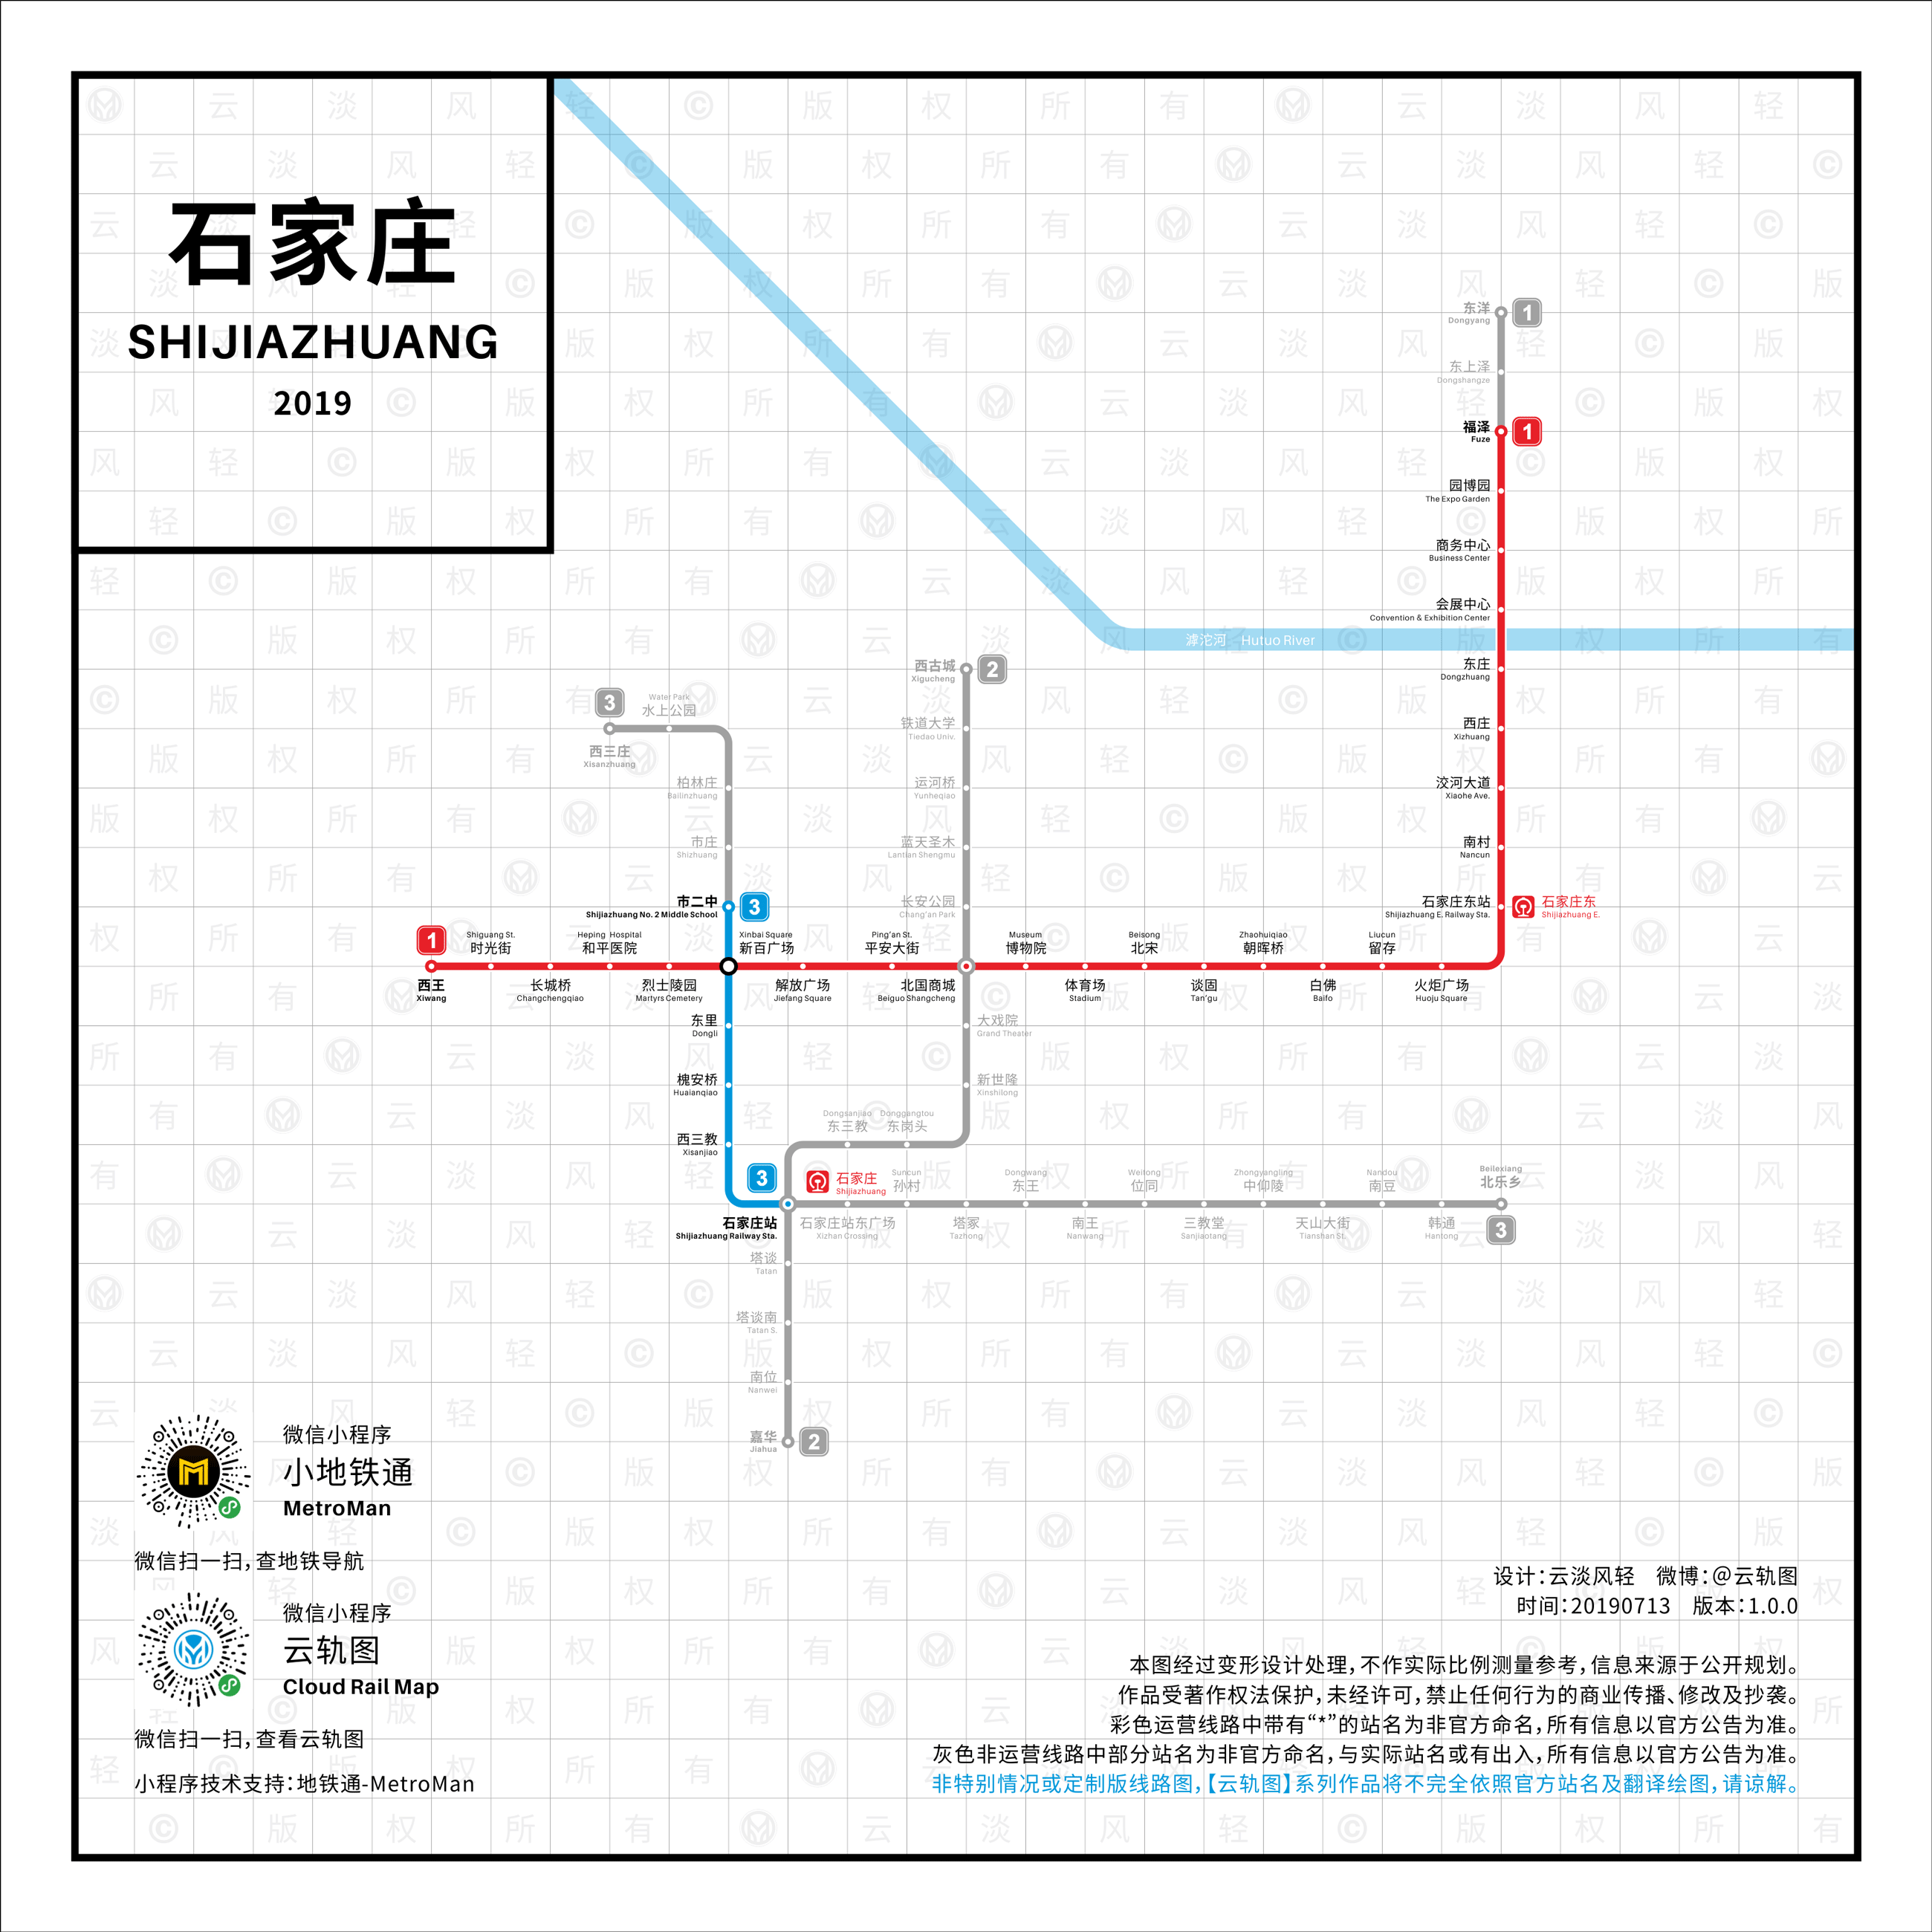 石家庄
SHIJIAZHUANG
2019
东洋
Dongyang
1
东上泽
Dongshangze
福泽
Fuze
1
园博园
The Expo Garden
商务中心
Business Center
会展中心
Convention & Exhibition Center
滹沱河 Hutuo River
东庄
Dongzhuang
西庄
Xizhuang
洨河大道
Xiaohe Ave.
南村
Nancun
石家庄东站
Shijiazhuang E. Railway Sta.
石家庄东
Shijiazhuang E.
西古城
Xigucheng
2
铁道大学
Tiedao Univ.
运河桥
Yunheqiao
蓝天圣木
Lantian Shengmu
长安公园
Chang'an Park
3
Water Park
水上公园
西三庄
Xisanzhuang
柏林庄
Bailinzhuang
市庄
Shizhuang
市二中
Shijiazhuang No. 2 Middle School
3
1
西王
Xiwang
Shiguang St.
时光街
长城桥
Changchengqiao
Heping Hospital
和平医院
烈士陵园
Martyrs Cemetery
Xinbai Square
新百广场
解放广场
Jiefang Square
Ping'an St.
平安大街
北国商城
Beiguo Shangcheng
Museum
博物院
体育场
Stadium
Beisong
北宋
谈固
Tan'gu
Zhaohuiqiao
朝晖桥
白佛
Baifo
Liucun
留存
火炬广场
Huoju Square
东里
Dongli
槐安桥
Huaianqiao
西三教
Xisanjiao
3
石家庄站
Shijiazhuang Railway Sta.
石家庄
Shijiazhuang
大戏院
Grand Theater
新世隆
Xinshilong
Dongsanjiao
东三教
Donggangtou
东岗头
石家庄站东广场
Xizhan Crossing
Suncun
孙村
塔冢
Tazhong
Dongwang
东王
南王
Nanwang
Weitong
位同
三教堂
Sanjiaotang
Zhongyangling
中仰陵
天山大街
Tianshan St.
Nandou
南豆
韩通
Hantong
Beilexiang
北乐乡
3
塔谈
Tatan
塔谈南
Tatan S.
南位
Nanwei
嘉华
Jiahua
2
微信小程序
小地铁通
MetroMan
微信扫一扫，查地铁导航
微信小程序
云轨图
Cloud Rail Map
微信扫一扫，查看云轨图
小程序技术支持：地铁通-MetroMan
设计：云淡风轻 微博：@云轨图
时间：20190713 版本：1.0.0
本图经过变形设计处理，不作实际比例测量参考，信息来源于公开规划。
作品受著作权法保护，未经许可，禁止任何行为的商业传播、修改及抄袭。
彩色运营线路中带有“*”的站名为非官方命名，所有信息以官方公告为准。
灰色非运营线路中部分站名为非官方命名，与实际站名或有出入，所有信息以官方公告为准。
非特别情况或定制版线路图，【云轨图】系列作品将不完全依照官方站名及翻译绘图，请谅解。